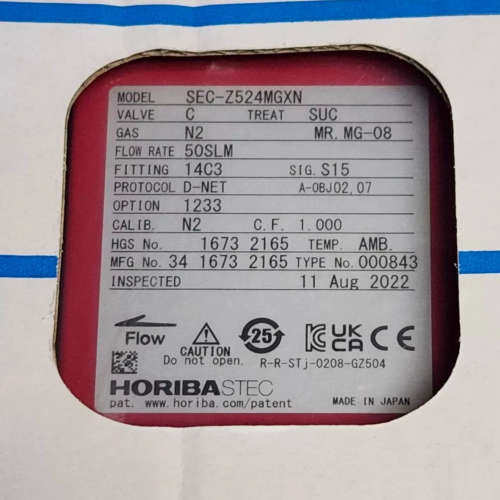 MODEL SEC-Z524MGXN
VALVE C TREAT SUC
GAS N2 MR. MG-08
FLOW RATE 50SLM
FITTING 14C3 SIG. S15
PROTOCOL D-NET A-0BJ02,07
OPTION 1233
CALIB. N2 C.F. 1.000
HGS No. 1673 2165 TEMP. AMB.
MFG No. 34 1673 2165 TYPE No. 000843
INSPECTED 11 Aug 2022
Flow CAUTION 25 UK CA CE
Do not open. R-R-STj-0208-GZ504
HORIBASTEC
pat. www.horiba.com/patent MADE IN JAPAN